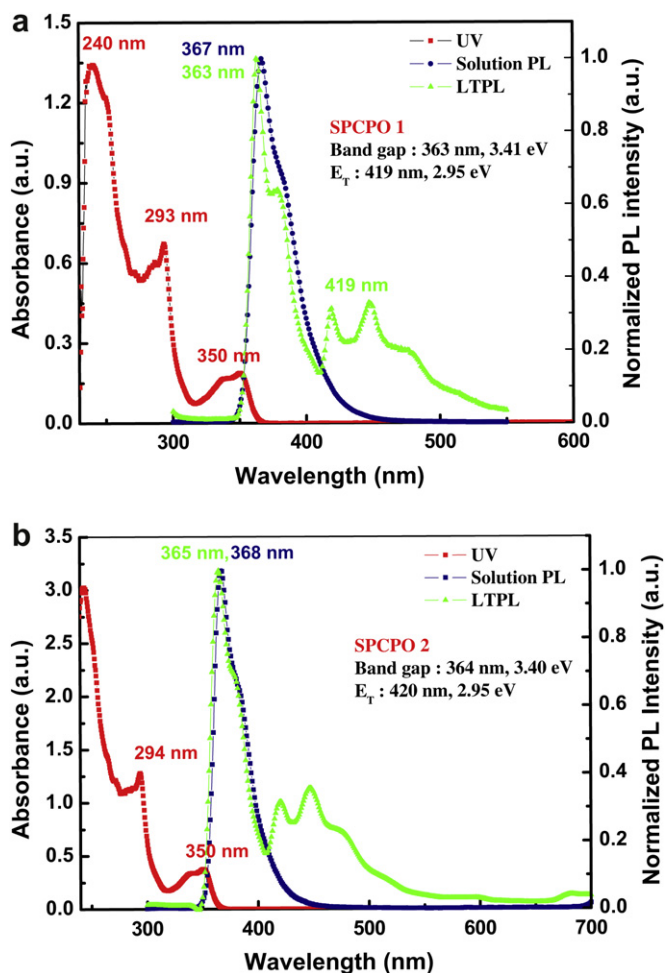 a
240 nm
293 nm
350 nm
367 nm
363 nm
419 nm
UV
Solution PL
LTPL
SPCPO 1
Band gap : 363 nm, 3.41 eV
E_T : 419 nm, 2.95 eV
Absorbance (a.u.)
1.5
1.2
0.9
0.6
0.3
0.0
Normalized PL intensity (a.u.)
1.0
0.8
0.6
0.4
0.2
0.0
300
400
500
600
Wavelength (nm)
b
365 nm, 368 nm
294 nm
350 nm
UV
Solution PL
LTPL
SPCPO 2
Band gap : 364 nm, 3.40 eV
E_T : 420 nm, 2.95 eV
Absorbance (a.u.)
3.5
3.0
2.5
2.0
1.5
1.0
0.5
0.0
Normalized PL Intensity (a.u.)
1.0
0.8
0.6
0.4
0.2
0.0
300
400
500
600
700
Wavelength (nm)